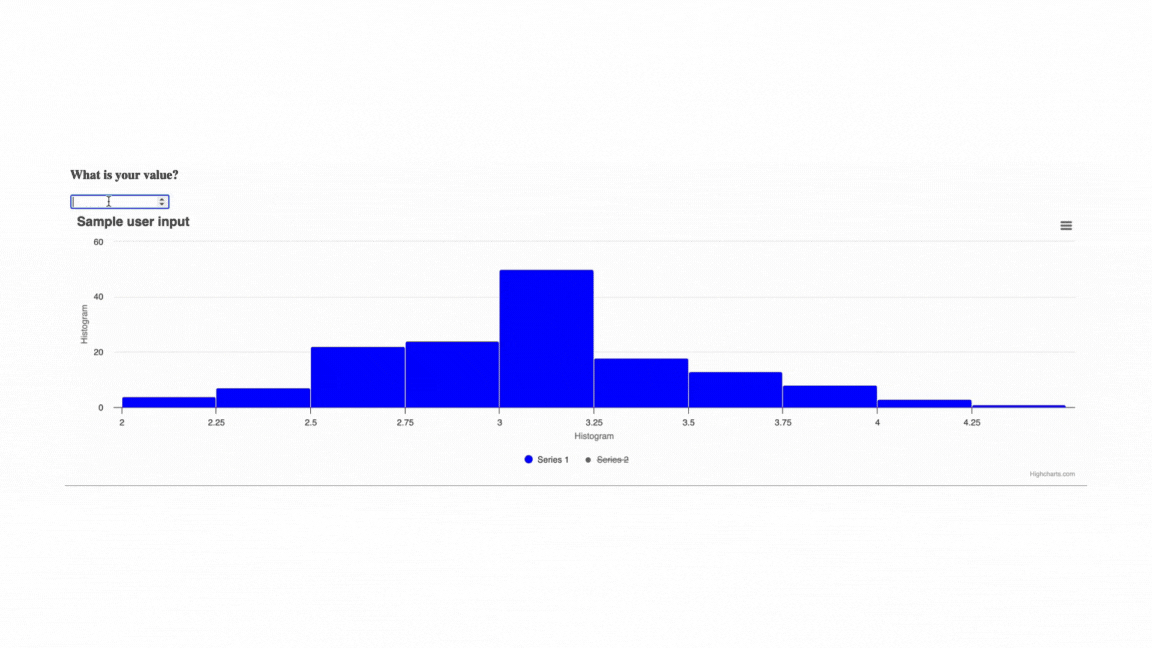 What is your value?
Sample user input
60
40
20
0
Histogram
2 2.25 2.5 2.75 3 3.25 3.5 3.75 4 4.25
Histogram
Series 1 Series 2
Highcharts.com